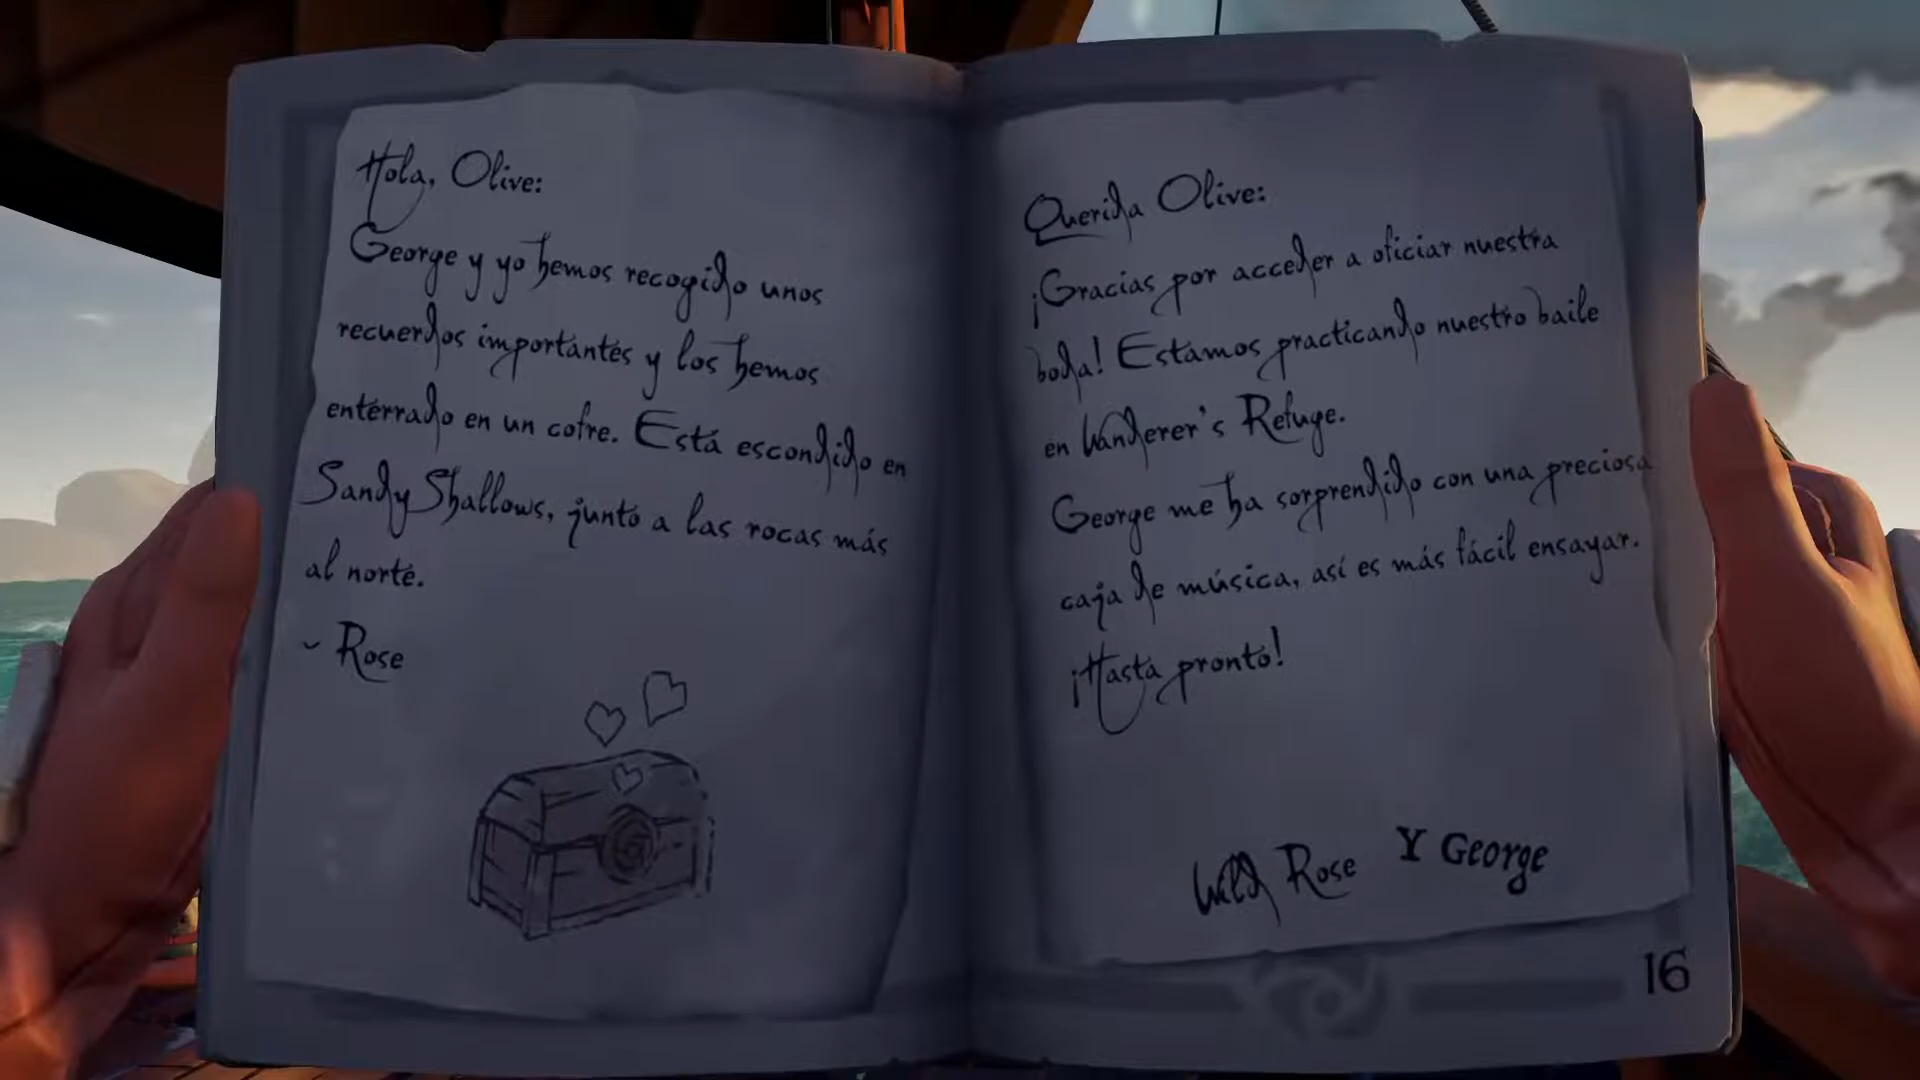 Hola, Olive:
George y yo hemos recogido unos
recuerdos importantes y los hemos
enterrado en un cofre. Está escondido en
Sandy Shallows, junto a las rocas más
al norte.
~ Rose
Querida Olive:
¡Gracias por acceder a oficiar nuestra
boda! Estamos practicando nuestro baile
en Wanderer's Refuge.
George me ha sorprendido con una preciosa
caja de música, así es más fácil ensayar.
¡Hasta pronto!
Wild Rose Y George
16